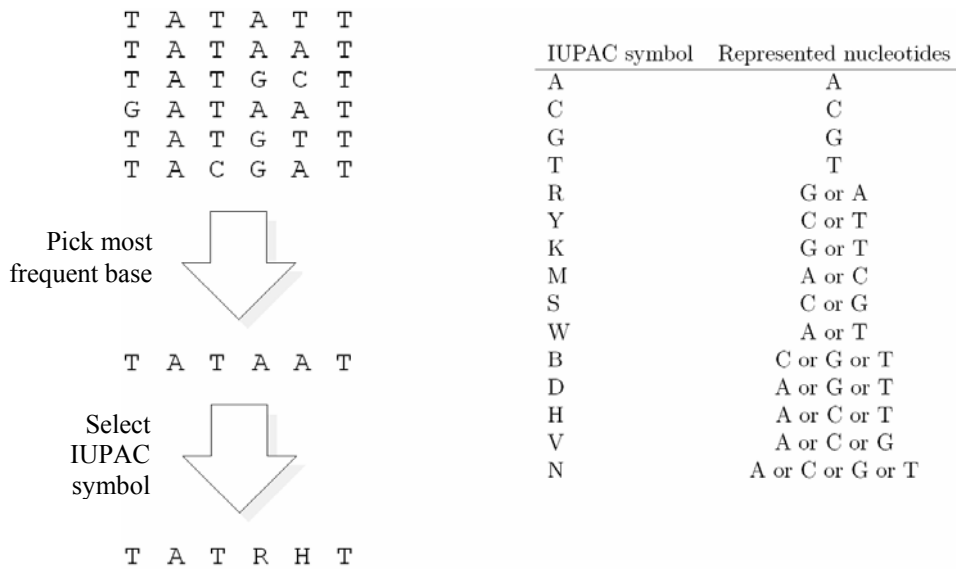 T A T A T T
T A T A A T
T A T G C T
G A T A A T
T A T G T T
T A C G A T
Pick most
frequent base
T A T A A T
Select
IUPAC
symbol
T A T R H T
IUPAC symbol Represented nucleotides
A A
C C
G G
T T
R G or A
Y C or T
K G or T
M A or C
S C or G
W A or T
B C or G or T
D A or G or T
H A or C or T
V A or C or G
N A or C or G or T